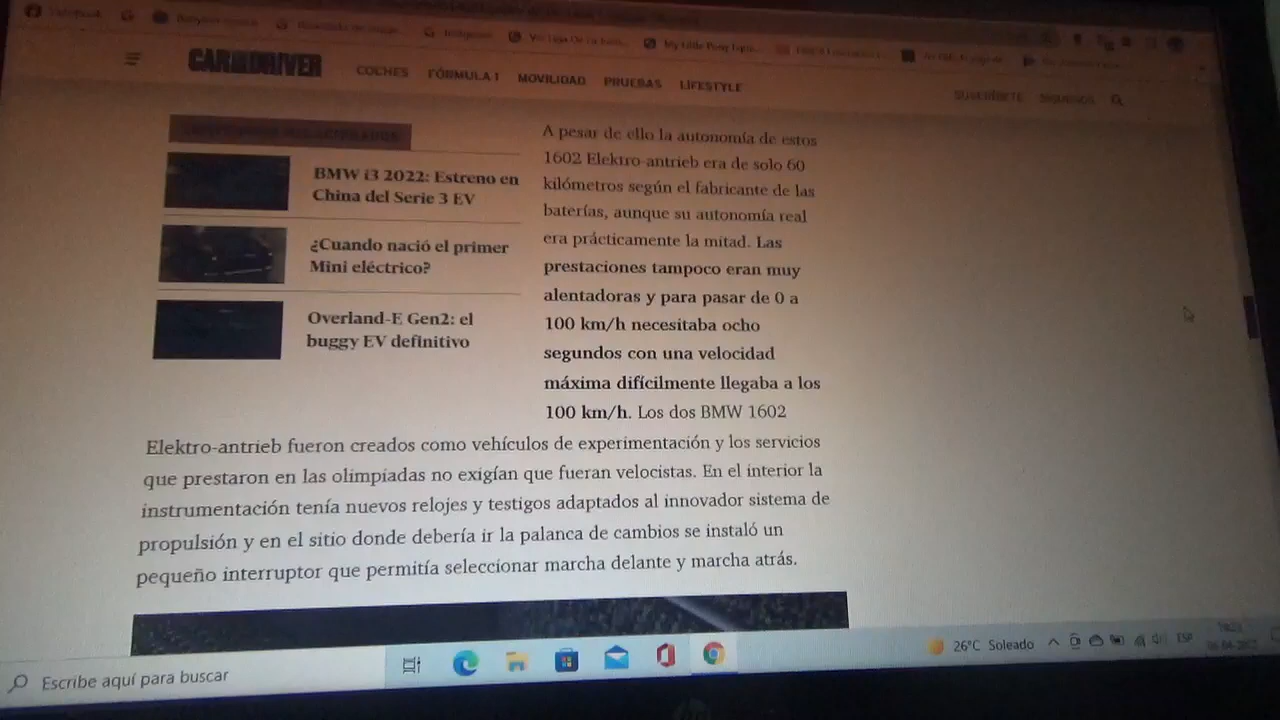 Facebook
CAR AND DRIVER
COCHES FÓRMULA 1 MOVILIDAD PRUEBAS LIFESTYLE
SUSCRÍBETE SÍGUENOS
BMW i3 2022: Estreno en
China del Serie 3 EV
¿Cuando nació el primer
Mini eléctrico?
Overland-E Gen2: el
buggy EV definitivo
A pesar de ello la autonomía de estos
1602 Elektro-antrieb era de solo 60
kilómetros según el fabricante de las
baterías, aunque su autonomía real
era prácticamente la mitad. Las
prestaciones tampoco eran muy
alentadoras y para pasar de 0 a
100 km/h necesitaba ocho
segundos con una velocidad
máxima difícilmente llegaba a los
100 km/h. Los dos BMW 1602
Elektro-antrieb fueron creados como vehículos de experimentación y los servicios
que prestaron en las olimpiadas no exigían que fueran velocistas. En el interior la
instrumentación tenía nuevos relojes y testigos adaptados al innovador sistema de
propulsión y en el sitio donde debería ir la palanca de cambios se instaló un
pequeño interruptor que permitía seleccionar marcha delante y marcha atrás.
Escribe aquí para buscar
26°C Soleado
ESP